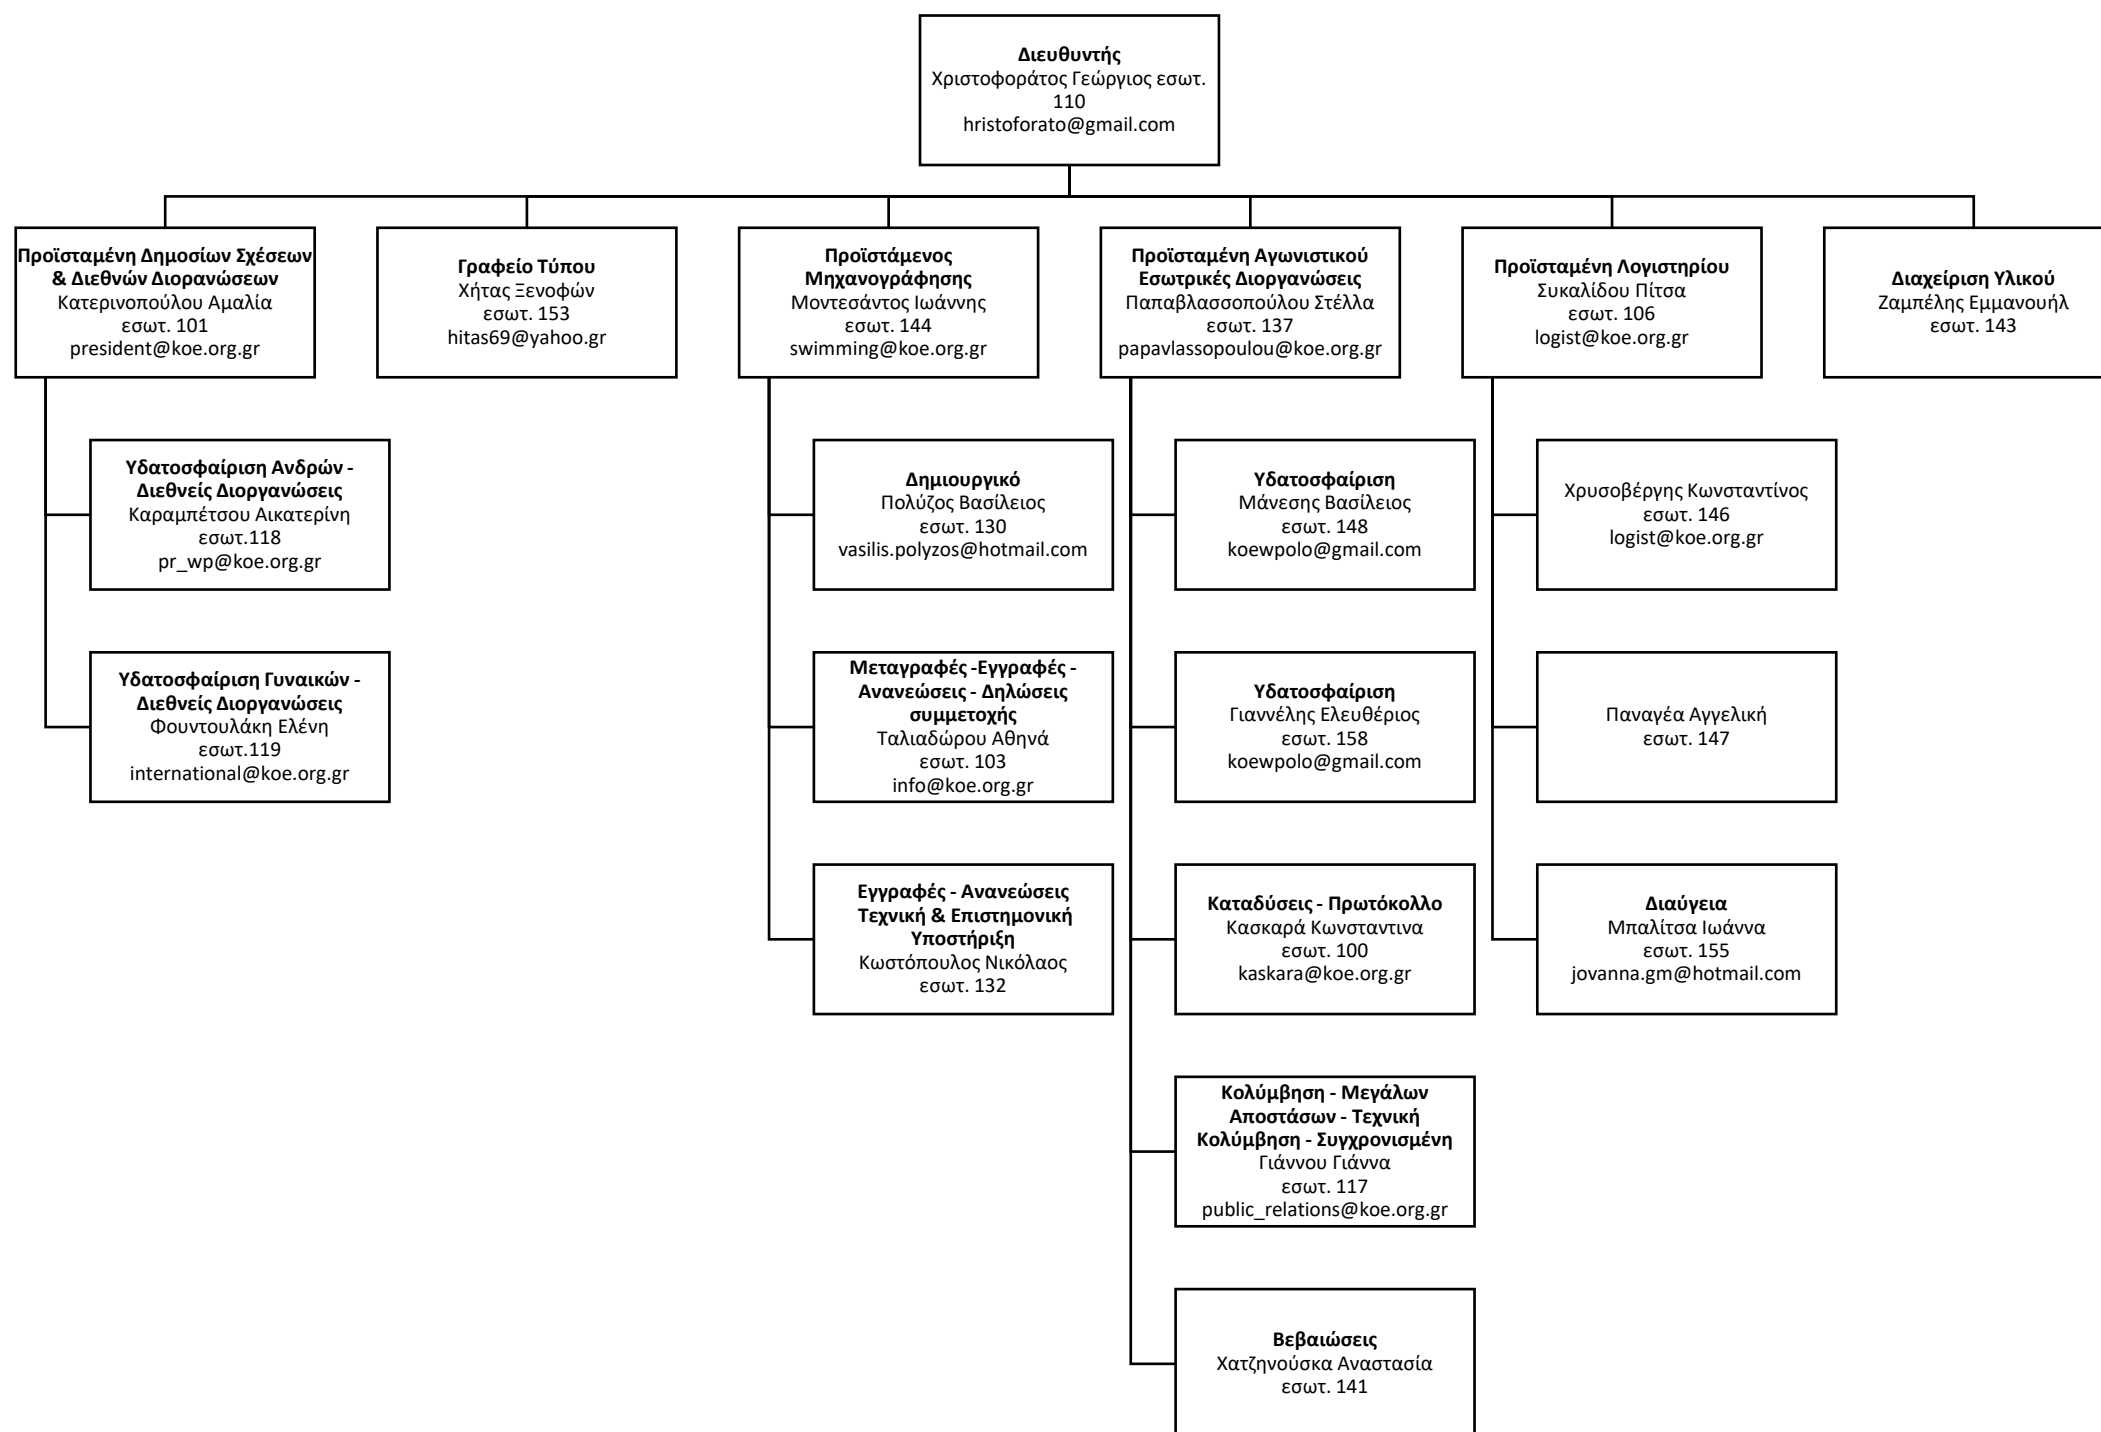 Διευθυντής
Χριστοφοράτος Γεώργιος εσωτ.
110
hristoforato@gmail.com
Προϊσταμένη Δημοσίων Σχέσεων
& Διεθνών Διορανώσεων
Κατερινοπούλου Αμαλία
εσωτ. 101
president@koe.org.gr
Γραφείο Τύπου
Χήτας Ξενοφών
εσωτ. 153
hitas69@yahoo.gr
Προϊστάμενος
Μηχανογράφησης
Μοντεσάντος Ιωάννης
εσωτ. 144
swimming@koe.org.gr
Προϊσταμένη Αγωνιστικού
Εσωτρικές Διοργανώσεις
Παπαβλασσοπούλου Στέλλα
εσωτ. 137
papavlassopoulou@koe.org.gr
Προϊσταμένη Λογιστηρίου
Συκαλίδου Πίτσα
εσωτ. 106
logist@koe.org.gr
Διαχείριση Υλικού
Ζαμπέλης Εμμανουήλ
εσωτ. 143
Υδατοσφαίριση Ανδρών -
Διεθνείς Διοργανώσεις
Καραμπέτσου Αικατερίνη
εσωτ.118
pr_wp@koe.org.gr
Δημιουργικό
Πολύζος Βασίλειος
εσωτ. 130
vasilis.polyzos@hotmail.com
Υδατοσφαίριση
Μάνεσης Βασίλειος
εσωτ. 148
koewpolo@gmail.com
Χρυσοβέργης Κωνσταντίνος
εσωτ. 146
logist@koe.org.gr
Υδατοσφαίριση Γυναικών -
Διεθνείς Διοργανώσεις
Φουντουλάκη Ελένη
εσωτ.119
international@koe.org.gr
Μεταγραφές -Εγγραφές -
Ανανεώσεις - Δηλώσεις
συμμετοχής
Ταλιαδώρου Αθηνά
εσωτ. 103
info@koe.org.gr
Υδατοσφαίριση
Γιαννέλης Ελευθέριος
εσωτ. 158
koewpolo@gmail.com
Παναγέα Αγγελική
εσωτ. 147
Εγγραφές - Ανανεώσεις
Τεχνική & Επιστημονική
Υποστήριξη
Κωστόπουλος Νικόλαος
εσωτ. 132
Καταδύσεις - Πρωτόκολλο
Κασκαρά Κωνσταντινα
εσωτ. 100
kaskara@koe.org.gr
Διαύγεια
Μπαλίτσα Ιωάννα
εσωτ. 155
jovanna.gm@hotmail.com
Κολύμβηση - Μεγάλων
Αποστάσων - Τεχνική
Κολύμβηση - Συγχρονισμένη
Γιάννου Γιάννα
εσωτ. 117
public_relations@koe.org.gr
Βεβαιώσεις
Χατζηνούσκα Αναστασία
εσωτ. 141